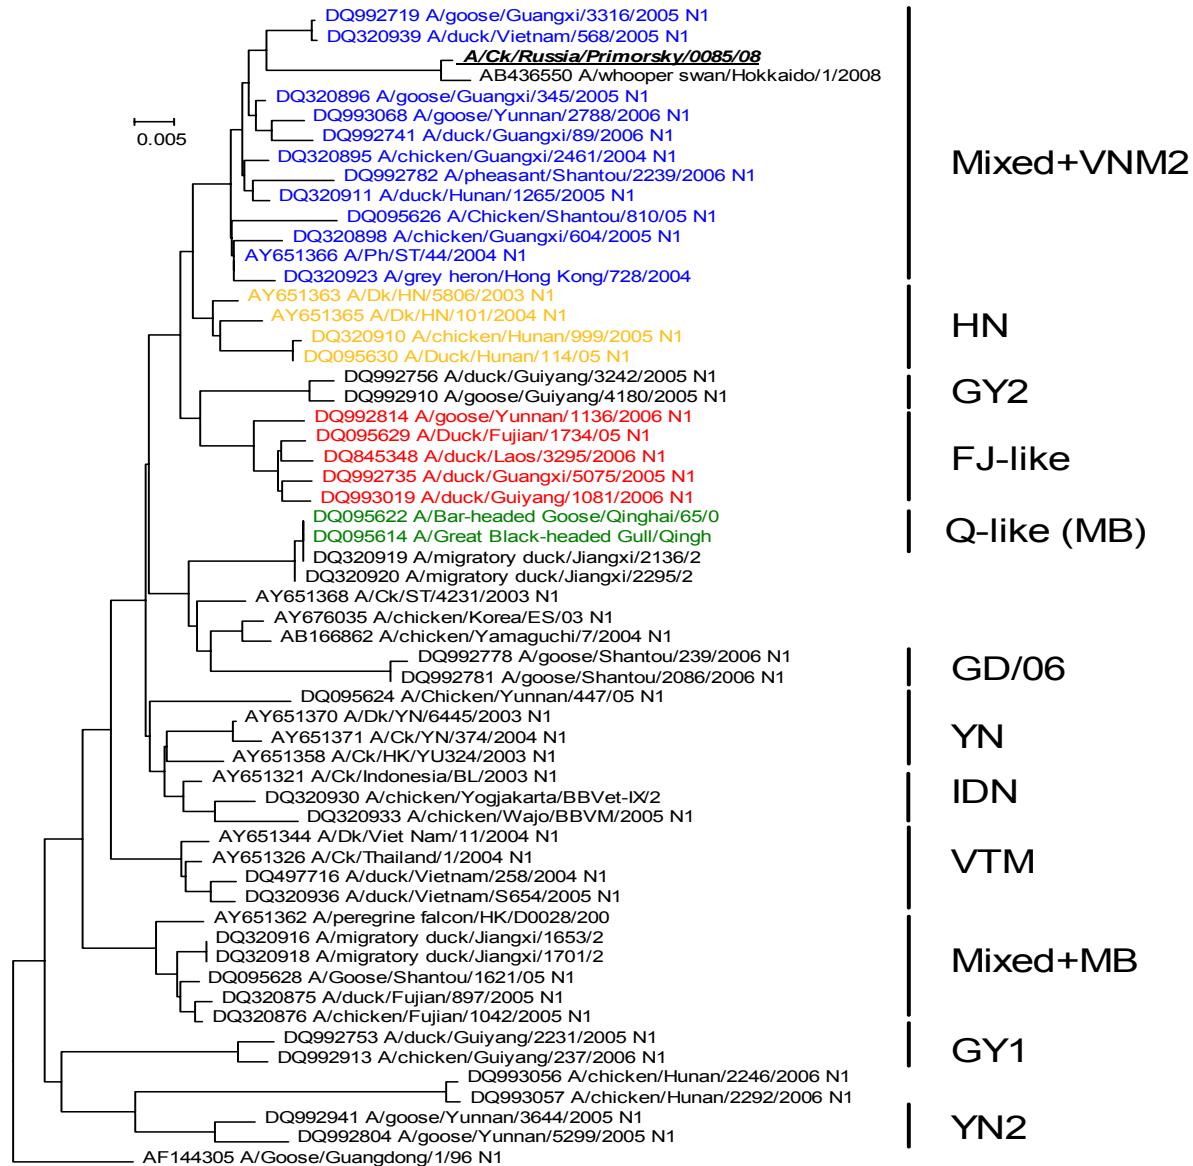 DQ992719 A/goose/Guangxi/3316/2005 N1
DQ320939 A/duck/Vietnam/568/2005 N1
A/Ck/Russia/Primorsky/0085/08
AB436550 A/whooper swan/Hokkaido/1/2008
DQ320896 A/goose/Guangxi/345/2005 N1
DQ993068 A/goose/Yunnan/2788/2006 N1
0.005
DQ992741 A/duck/Guangxi/89/2006 N1
DQ320895 A/chicken/Guangxi/2461/2004 N1
Mixed+VNM2
DQ992782 A/pheasant/Shantou/2239/2006 N1
DQ320911 A/duck/Hunan/1265/2005 N1
DQ095626 A/Chicken/Shantou/810/05 N1
DQ320898 A/chicken/Guangxi/604/2005 N1
AY651366 A/Ph/ST/44/2004 N1
DQ320923 A/grey heron/Hong Kong/728/2004
AY651363 A/Dk/HN/5806/2003 N1
AY651365 A/Dk/HN/101/2004 N1
HN
DQ320910 A/chicken/Hunan/999/2005 N1
DQ095630 A/Duck/Hunan/114/05 N1
DQ992756 A/duck/Guiyang/3242/2005 N1
GY2
DQ992910 A/goose/Guiyang/4180/2005 N1
DQ992814 A/goose/Yunnan/1136/2006 N1
DQ095629 A/Duck/Fujian/1734/05 N1
DQ845348 A/duck/Laos/3295/2006 N1
FJ-like
DQ992735 A/duck/Guangxi/5075/2005 N1
DQ993019 A/duck/Guiyang/1081/2006 N1
DQ095622 A/Bar-headed Goose/Qinghai/65/0
Q-like (MB)
DQ095614 A/Great Black-headed Gull/Qingh
DQ320919 A/migratory duck/Jiangxi/2136/2
DQ320920 A/migratory duck/Jiangxi/2295/2
AY651368 A/Ck/ST/4231/2003 N1
AY676035 A/chicken/Korea/ES/03 N1
AB166862 A/chicken/Yamaguchi/7/2004 N1
DQ992778 A/goose/Shantou/239/2006 N1
GD/06
DQ992781 A/goose/Shantou/2086/2006 N1
DQ095624 A/Chicken/Yunnan/447/05 N1
AY651370 A/Dk/YN/6445/2003 N1
YN
AY651371 A/Ck/YN/374/2004 N1
AY651358 A/Ck/HK/YU324/2003 N1
AY651321 A/Ck/Indonesia/BL/2003 N1
IDN
DQ320930 A/chicken/Yogjakarta/BBVet-IX/2
DQ320933 A/chicken/Wajo/BBVM/2005 N1
AY651344 A/Dk/Viet Nam/11/2004 N1
AY651326 A/Ck/Thailand/1/2004 N1
VTM
DQ497716 A/duck/Vietnam/258/2004 N1
DQ320936 A/duck/Vietnam/S654/2005 N1
AY651362 A/peregrine falcon/HK/D0028/200
DQ320916 A/migratory duck/Jiangxi/1653/2
DQ320918 A/migratory duck/Jiangxi/1701/2
Mixed+MB
DQ095628 A/Goose/Shantou/1621/05 N1
DQ320875 A/duck/Fujian/897/2005 N1
DQ320876 A/chicken/Fujian/1042/2005 N1
DQ992753 A/duck/Guiyang/2231/2005 N1
GY1
DQ992913 A/chicken/Guiyang/237/2006 N1
DQ993056 A/chicken/Hunan/2246/2006 N1
DQ993057 A/chicken/Hunan/2292/2006 N1
DQ992941 A/goose/Yunnan/3644/2005 N1
YN2
DQ992804 A/goose/Yunnan/5299/2005 N1
AF144305 A/Goose/Guangdong/1/96 N1